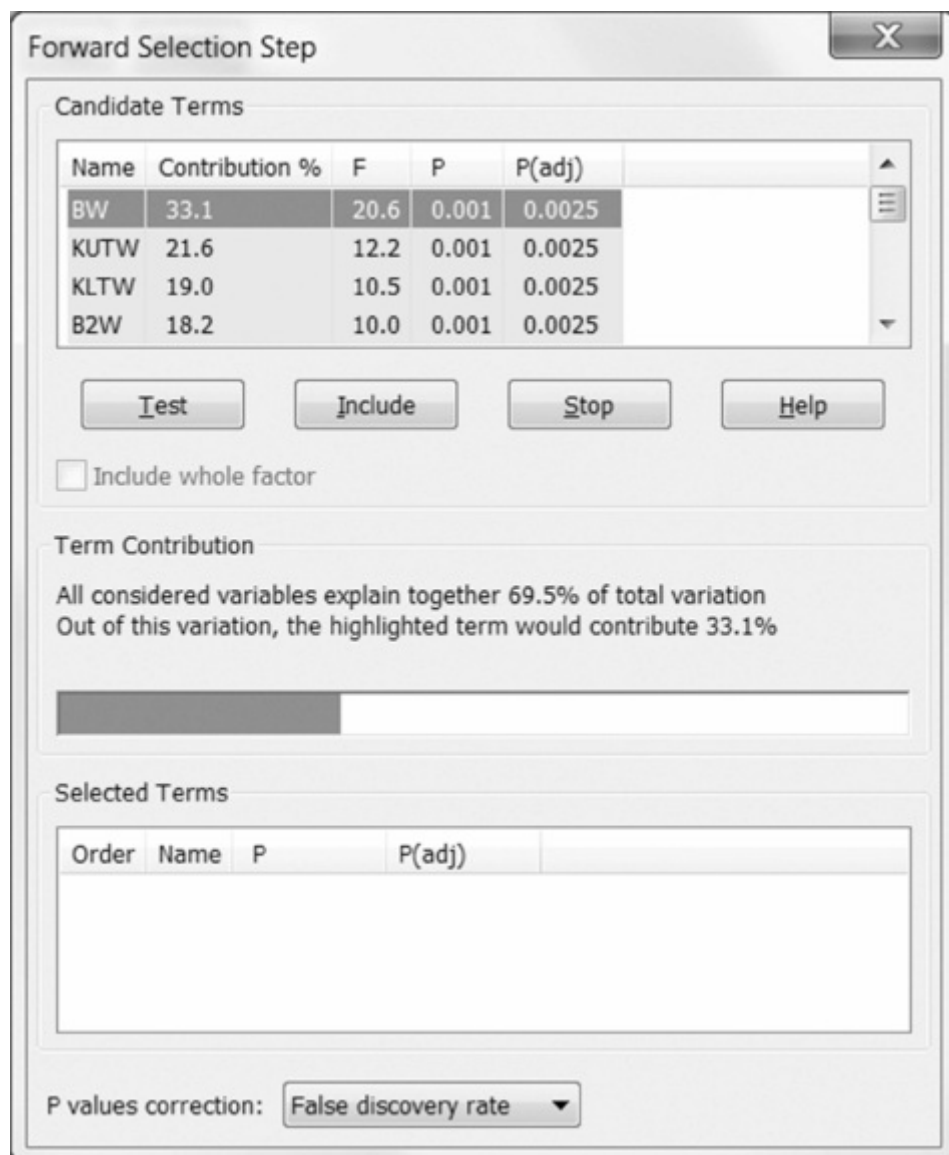 Forward Selection Step
X
Candidate Terms
Name Contribution % F P P(adj)
BW 33.1 20.6 0.001 0.0025
KUTW 21.6 12.2 0.001 0.0025
KLTW 19.0 10.5 0.001 0.0025
B2W 18.2 10.0 0.001 0.0025
Test Include Stop Help
Include whole factor
Term Contribution
All considered variables explain together 69.5% of total variation
Out of this variation, the highlighted term would contribute 33.1%
Selected Terms
Order Name P P(adj)
P values correction: False discovery rate